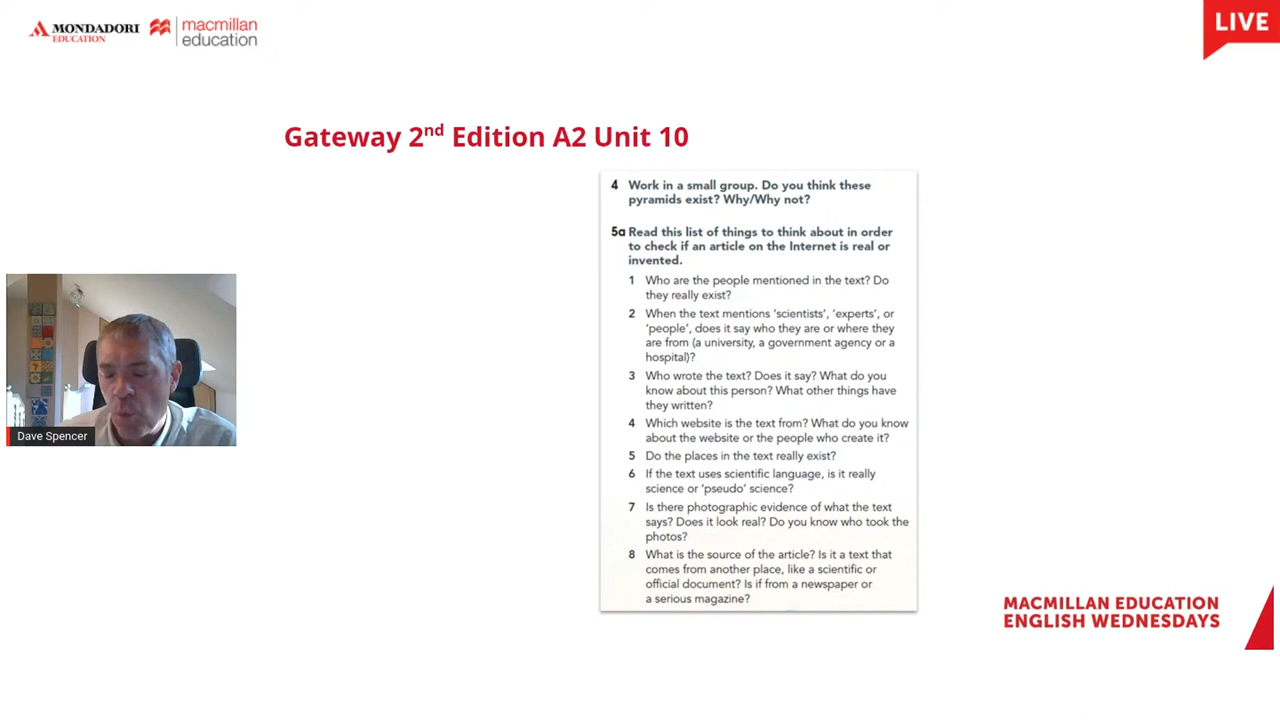 MONDADORI
EDUCATION
macmillan
education
LIVE
Gateway 2nd Edition A2 Unit 10
4 Work in a small group. Do you think these
pyramids exist? Why/Why not?
5a Read this list of things to think about in order
to check if an article on the Internet is real or
invented.
1 Who are the people mentioned in the text? Do
they really exist?
2 When the text mentions 'scientists', 'experts', or
'people', does it say who they are or where they
are from (a university, a government agency or a
hospital)?
3 Who wrote the text? Does it say? What do you
know about this person? What other things have
they written?
4 Which website is the text from? What do you know
about the website or the people who create it?
5 Do the places in the text really exist?
6 If the text uses scientific language, is it really
science or 'pseudo' science?
7 Is there photographic evidence of what the text
says? Does it look real? Do you know who took the
photos?
8 What is the source of the article? Is it a text that
comes from another place, like a scientific or
official document? Is if from a newspaper or
a serious magazine?
Dave Spencer
MACMILLAN EDUCATION
ENGLISH WEDNESDAYS